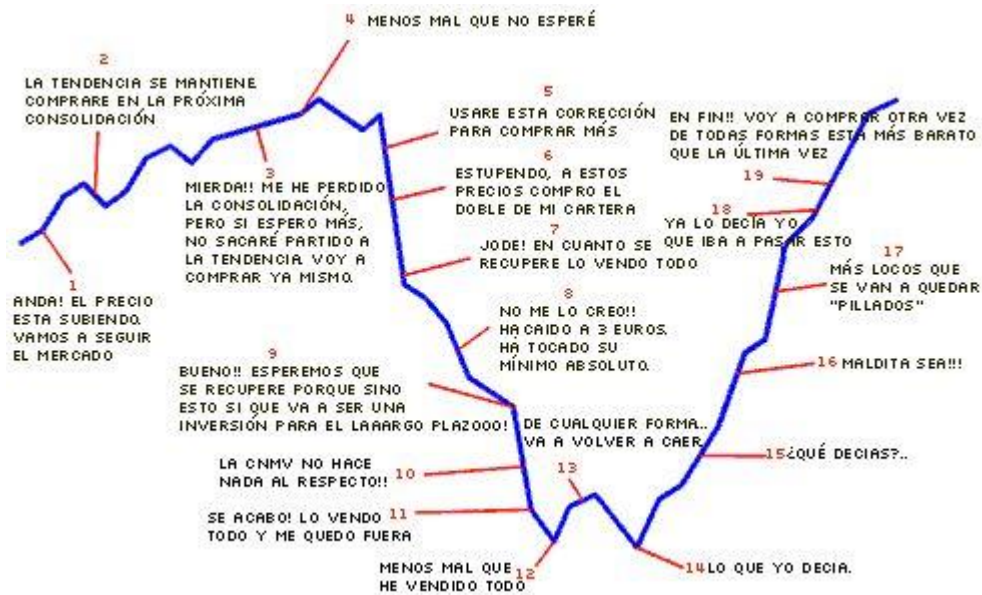 1
ANDA! EL PRECIO
ESTA SUBIENDO.
VAMOS A SEGUIR
EL MERCADO
2
LA TENDENCIA SE MANTIENE
COMPRARE EN LA PRÓXIMA
CONSOLIDACIÓN
3
MIERDA!! ME HE PERDIDO
LA CONSOLIDACIÓN,
PERO SI ESPERO MÁS,
NO SACARÉ PARTIDO A
LA TENDENCIA. VOY A
COMPRAR YA MISMO.
4 MENOS MAL QUE NO ESPERÉ
5
USARE ESTA CORRECCIÓN
PARA COMPRAR MÁS
6
ESTUPENDO, A ESTOS
PRECIOS COMPRO EL
DOBLE DE MI CARTERA
7
JODE! EN CUANTO SE
RECUPERE LO VENDO TODO
8
NO ME LO CREO!!
HA CAIDO A 3 EUROS.
HA TOCADO SU
MÍNIMO ABSOLUTO.
9
BUENO!! ESPEREMOS QUE
SE RECUPERE PORQUE SINO
ESTO SI QUE VA A SER UNA
INVERSIÓN PARA EL LAAARGO PLAZOOO!
10
LA CNMV NO HACE
NADA AL RESPECTO!!
11
SE ACABO! LO VENDO
TODO Y ME QUEDO FUERA
12
MENOS MAL QUE
HE VENDIDO TODO
DE CUALQUIER FORMA..
VA A VOLVER A CAER.
13
14 LO QUE YO DECIA.
15 ¿QUÉ DECIAS?..
16 MALDITA SEA!!!
17
MÁS LOCOS QUE
SE VAN A QUEDAR
"PILLADOS"
18
YA LO DECÍA YO
QUE IBA A PASAR ESTO
EN FIN!! VOY A COMPRAR OTRA VEZ
DE TODAS FORMAS ESTÁ MÁS BARATO
QUE LA ÚLTIMA VEZ
19